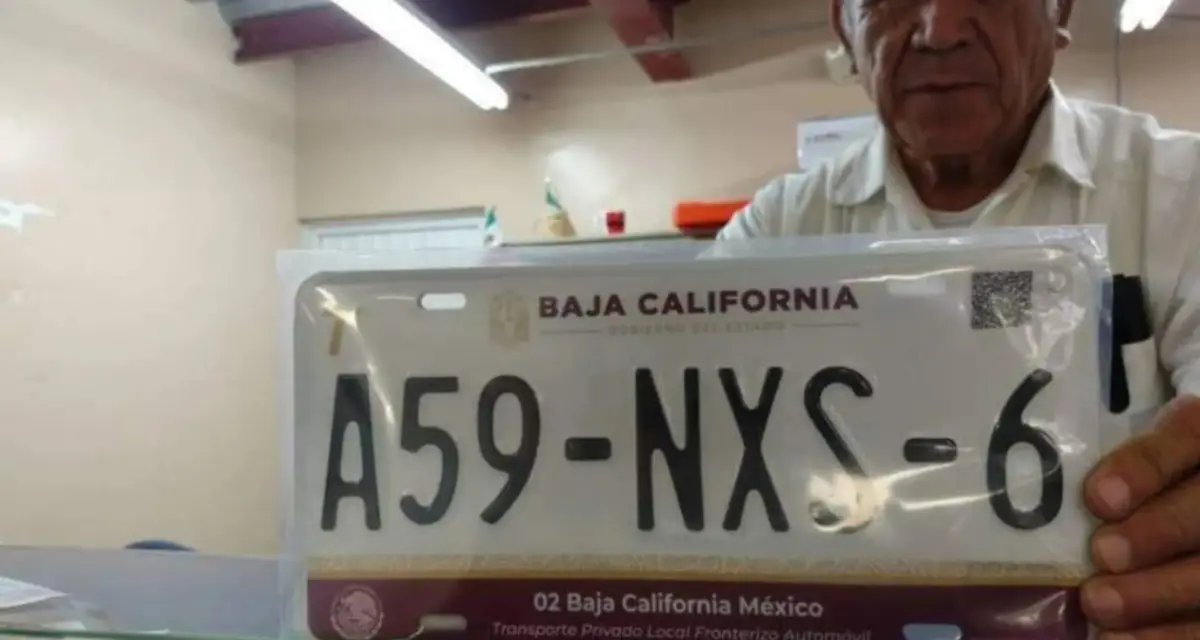 BAJA CALIFORNIA
GOBIERNO DEL ESTADO
A59-NXS-6
02 Baja California México
Transporte Privado Local Fronterizo Automóvil